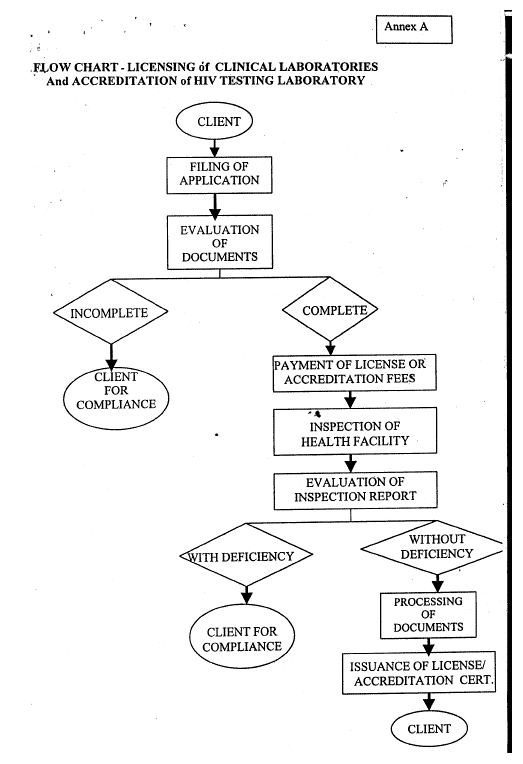 Annex A
FLOW CHART - LICENSING of CLINICAL LABORATORIES
And ACCREDITATION of HIV TESTING LABORATORY
CLIENT
FILING OF
APPLICATION
EVALUATION
OF
DOCUMENTS
INCOMPLETE
COMPLETE
CLIENT
FOR
COMPLIANCE
PAYMENT OF LICENSE OR
ACCREDITATION FEES
INSPECTION OF
HEALTH FACILITY
EVALUATION OF
INSPECTION REPORT
WITH DEFICIENCY
WITHOUT
DEFICIENCY
CLIENT FOR
COMPLIANCE
PROCESSING
OF
DOCUMENTS
ISSUANCE OF LICENSE/
ACCREDITATION CERT.
CLIENT